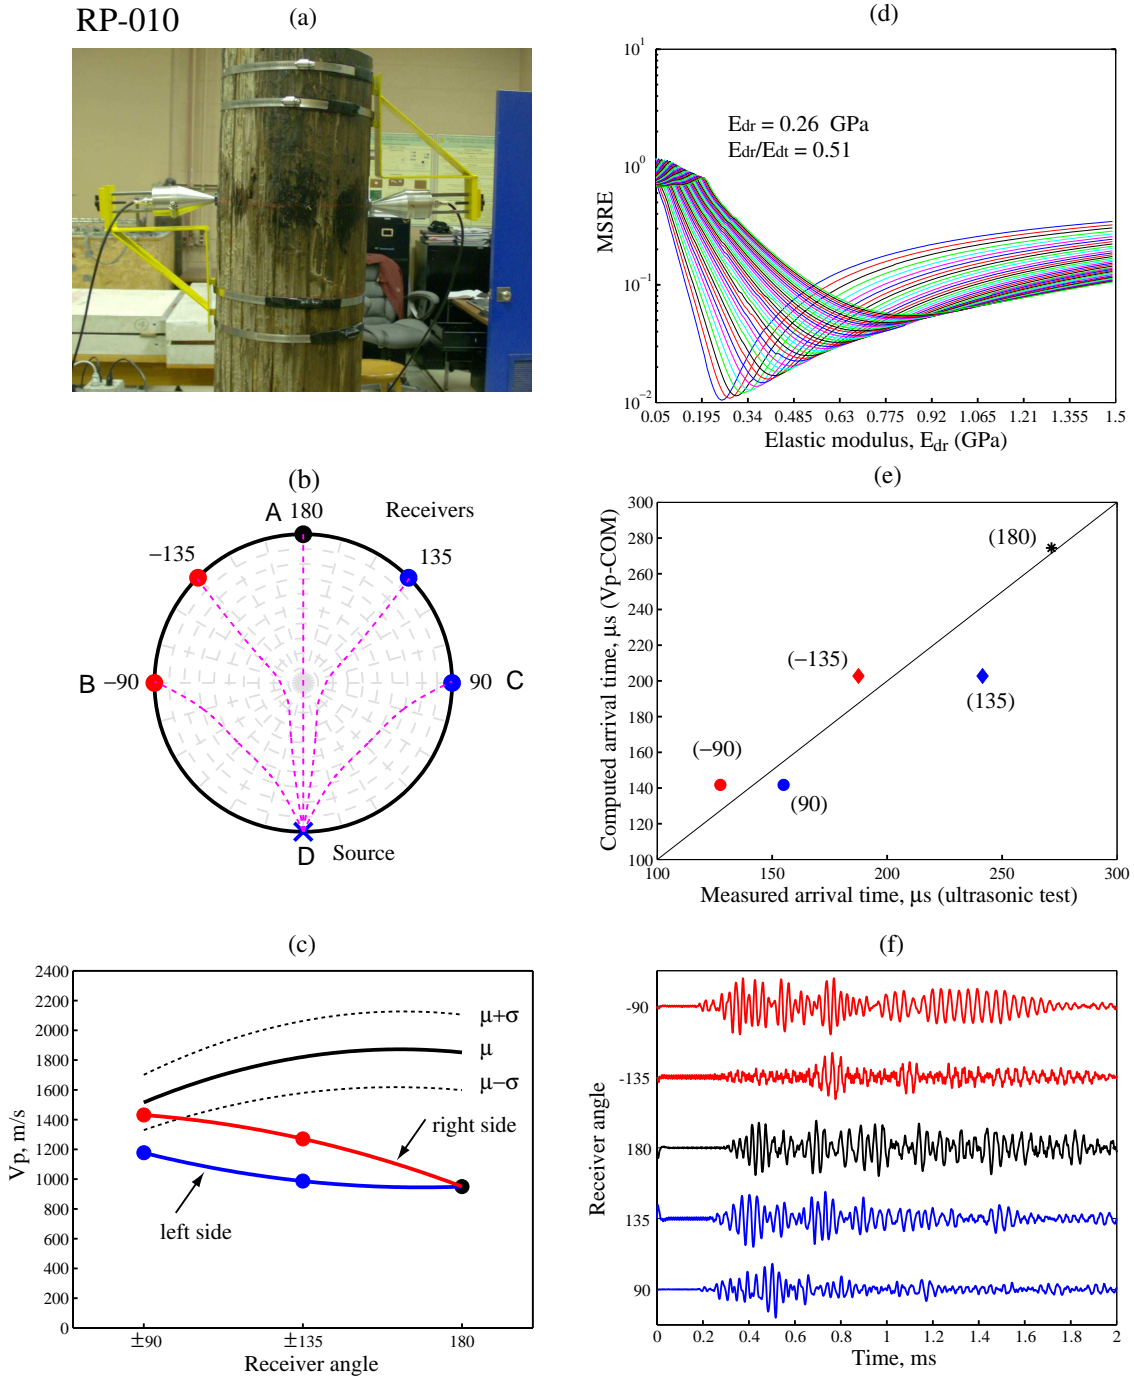 RP-010
(a)
(d)
10^1
10^0
10^-1
10^-2
MSRE
Edr = 0.26 GPa
Edr/Edt = 0.51
0.05 0.195 0.34 0.485 0.63 0.775 0.92 1.065 1.21 1.355 1.5
Elastic modulus, E_dr (GPa)
(b)
A 180
Receivers
−135
135
B −90
90 C
D Source
(e)
300
280
260
240
220
200
180
160
140
120
100
Computed arrival time, μs (Vp-COM)
(180)
(−135)
(135)
(−90)
(90)
100 150 200 250 300
Measured arrival time, μs (ultrasonic test)
(c)
2400
2200
2000
1800
1600
1400
1200
1000
800
600
400
200
0
Vp, m/s
μ+σ
μ
μ−σ
right side
left side
±90 ±135 180
Receiver angle
(f)
-90
-135
180
135
90
Receiver angle
0 0.2 0.4 0.6 0.8 1 1.2 1.4 1.6 1.8 2
Time, ms